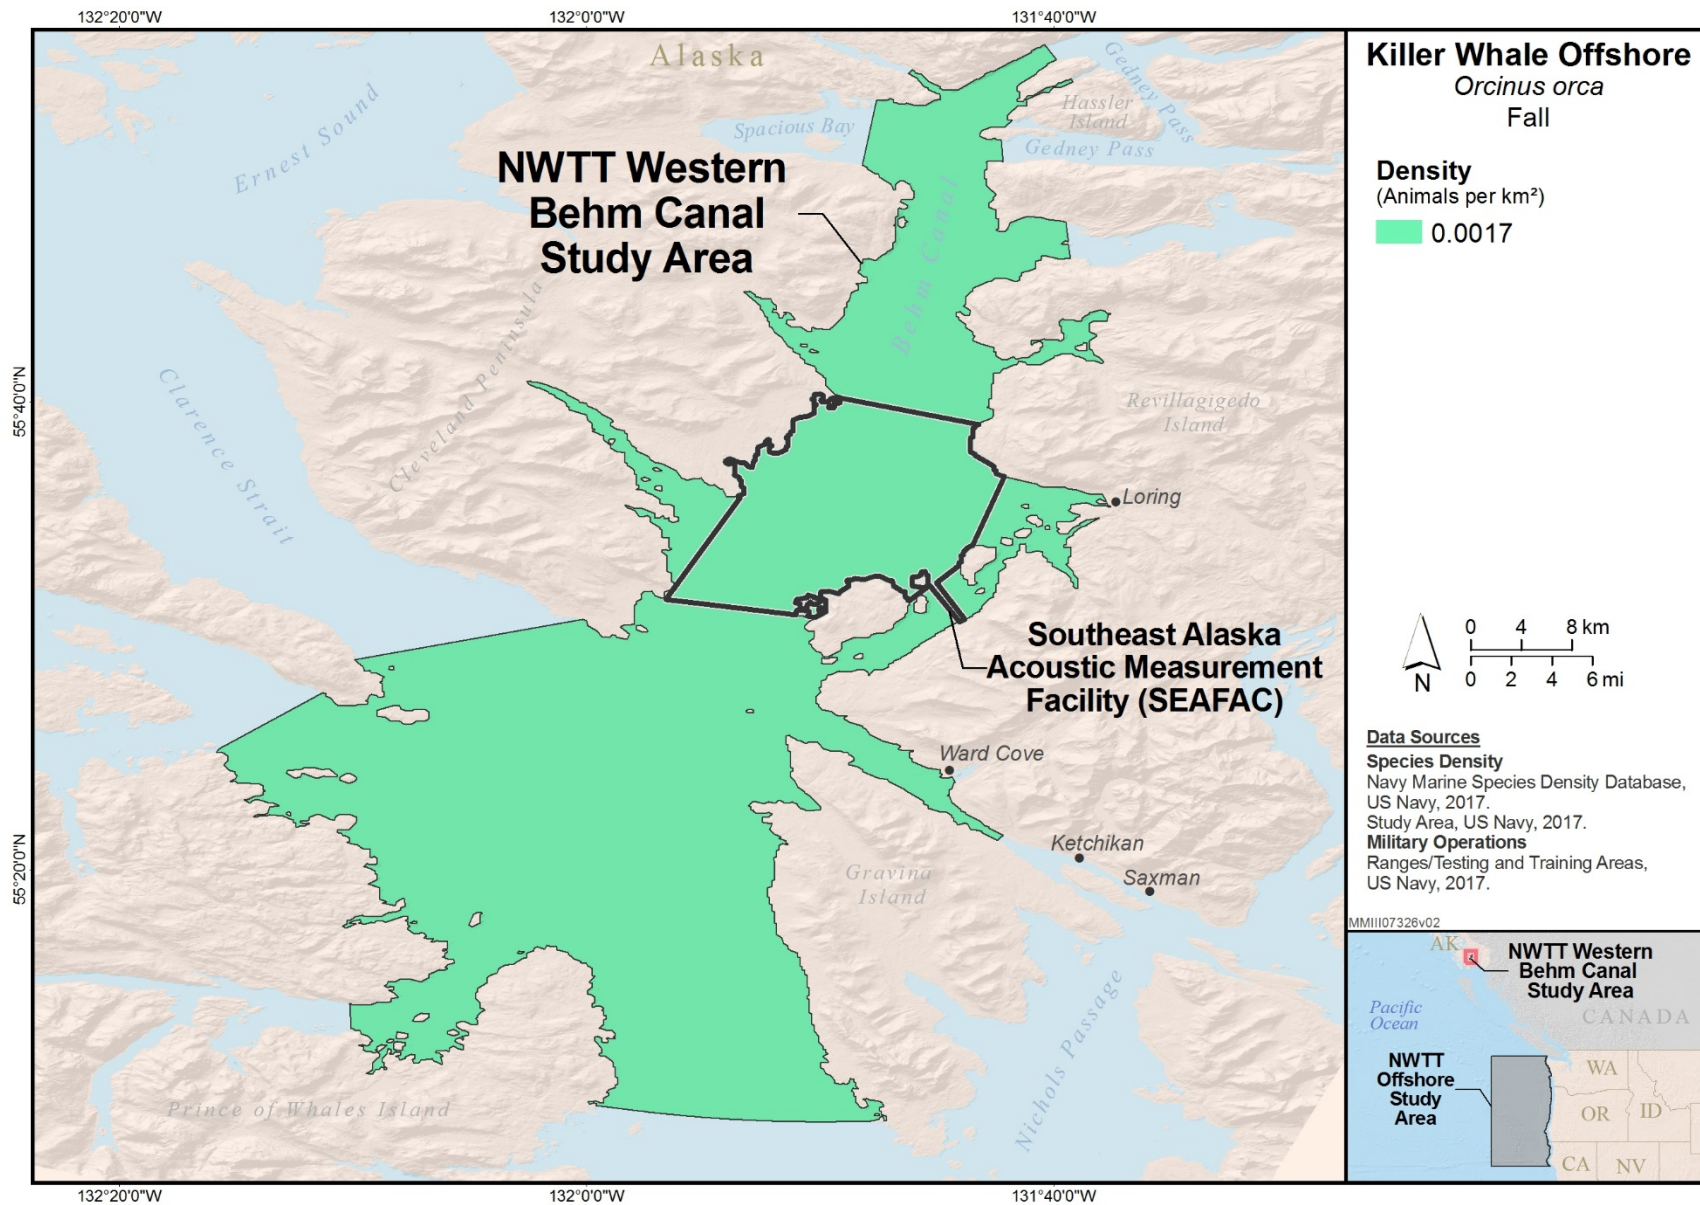 132°20'0"W
132°0'0"W
131°40'0"W
55°40'0"N
55°20'0"N
Alaska
Ernest Sound
Spacious Bay
Gedney Pass
Hassler
Island
Gedney Pass
NWTT Western
Behm Canal
Study Area
Behm Canal
Cleveland Peninsula
Clarence Strait
Revillagigedo
Island
Loring
Southeast Alaska
Acoustic Measurement
Facility (SEAFAC)
Ward Cove
Ketchikan
Saxman
Gravina
Island
Nichols Passage
Prince of Whales Island
132°20'0"W
132°0'0"W
131°40'0"W
Killer Whale Offshore
Orcinus orca
Fall
Density
(Animals per km²)
0.0017
N
0 4 8 km
0 2 4 6 mi
Data Sources
Species Density
Navy Marine Species Density Database,
US Navy, 2017.
Study Area, US Navy, 2017.
Military Operations
Ranges/Testing and Training Areas,
US Navy, 2017.
MMIII07326v02
AK
NWTT Western
Behm Canal
Study Area
Pacific
Ocean
CANADA
NWTT
Offshore
Study
Area
WA
OR
ID
CA
NV